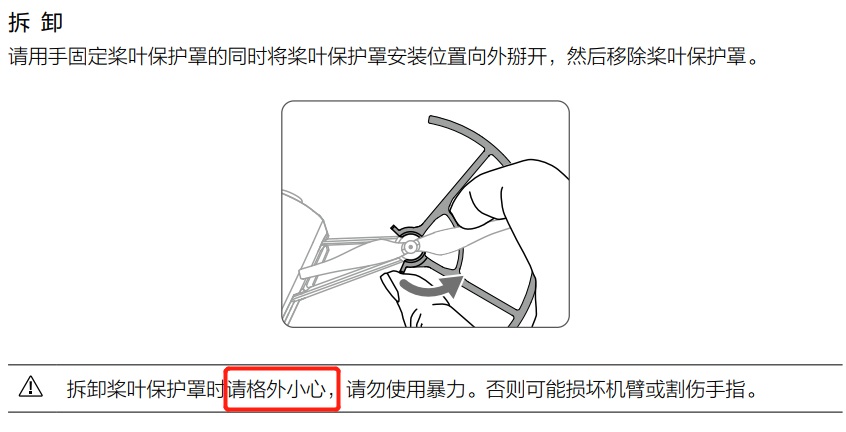 拆 卸
请用手固定桨叶保护罩的同时将桨叶保护罩安装位置向外掰开，然后移除桨叶保护罩。
拆卸桨叶保护罩时请格外小心，请勿使用暴力。否则可能损坏机臂或割伤手指。